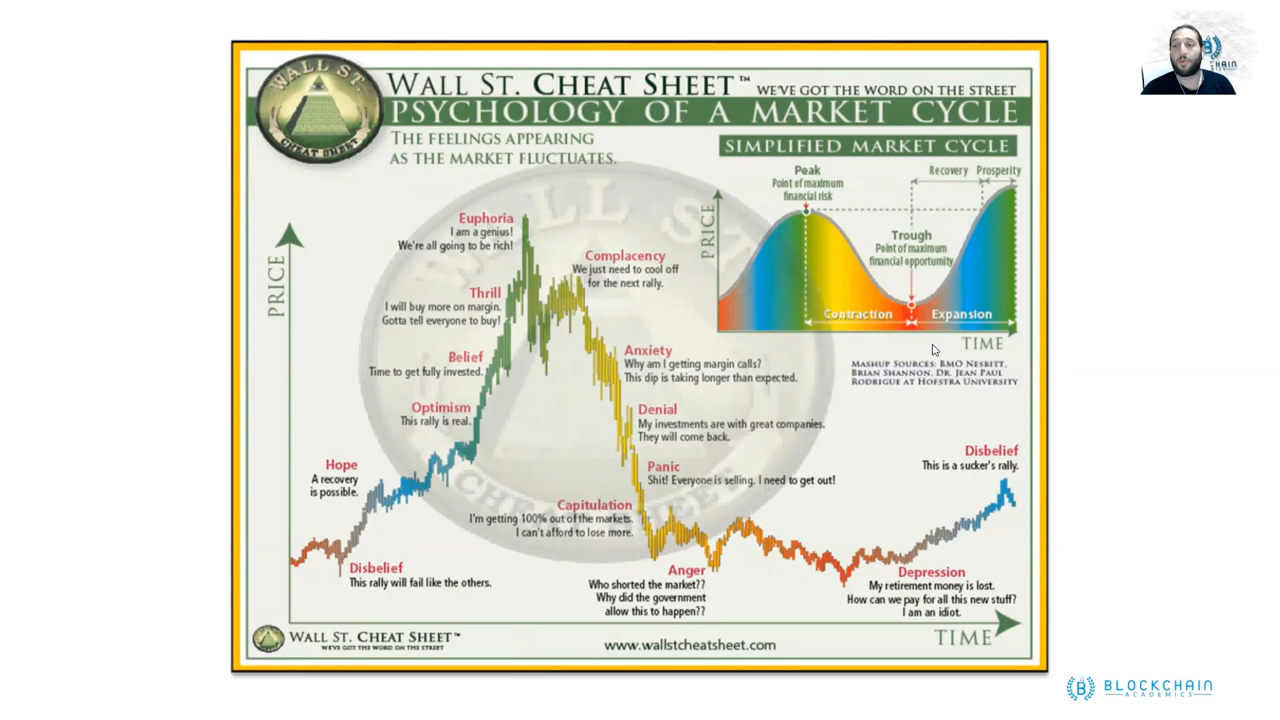 WALL ST.
CHEAT SHEET
WALL ST. CHEAT SHEET™ WE'VE GOT THE WORD ON THE STREET
PSYCHOLOGY OF A MARKET CYCLE
THE FEELINGS APPEARING
AS THE MARKET FLUCTUATES.
SIMPLIFIED MARKET CYCLE
Peak
Point of maximum
financial risk
Recovery
Prosperity
Trough
Point of maximum
financial opportunity
Contraction
Expansion
PRICE
TIME
MASHUP SOURCES: BMO NESBITT,
BRIAN SHANNON, DR. JEAN PAUL
RODRIGUE AT HOFSTRA UNIVERSITY
PRICE
Disbelief
This rally will fail like the others.
Hope
A recovery
is possible.
Optimism
This rally is real.
Belief
Time to get fully invested.
Thrill
I will buy more on margin.
Gotta tell everyone to buy!
Euphoria
I am a genius!
We're all going to be rich!
Complacency
We just need to cool off
for the next rally.
Anxiety
Why am I getting margin calls?
This dip is taking longer than expected.
Denial
My investments are with great companies.
They will come back.
Panic
Shit! Everyone is selling. I need to get out!
Capitulation
I'm getting 100% out of the markets.
I can't afford to lose more.
Anger
Who shorted the market??
Why did the government
allow this to happen??
Depression
My retirement money is lost.
How can we pay for all this new stuff?
I am an idiot.
Disbelief
This is a sucker's rally.
TIME
WALL ST. CHEAT SHEET™
WE'VE GOT THE WORD ON THE STREET
www.wallstcheatsheet.com
BLOCKCHAIN
ACADEMICS